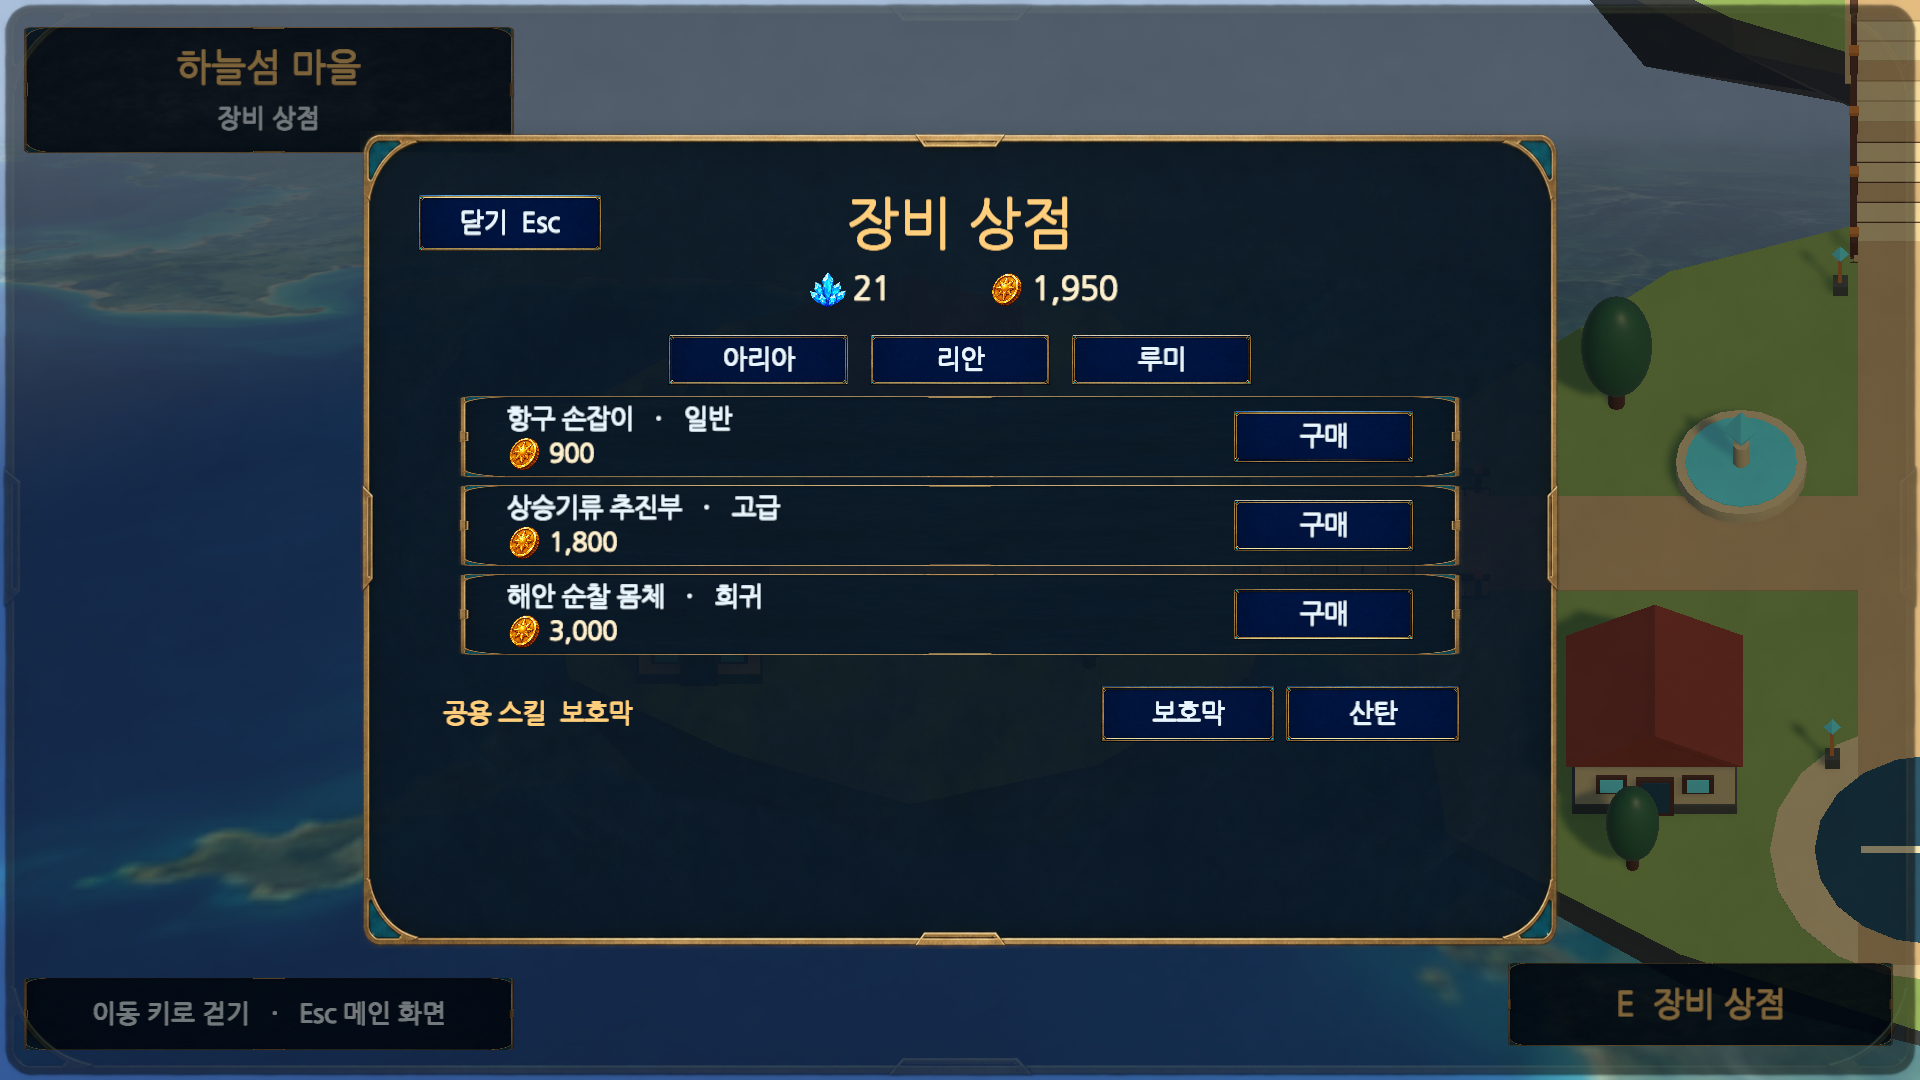 하늘섬 마을
장비 상점
닫기 Esc
장비 상점
21
1,950
아리아
리안
루미
항구 손잡이 · 일반
900
구매
상승기류 추진부 · 고급
1,800
구매
해안 순찰 몸체 · 희귀
3,000
구매
공용 스킬 보호막
보호막
산탄
이동 키로 걷기 · Esc 메인 화면
E 장비 상점